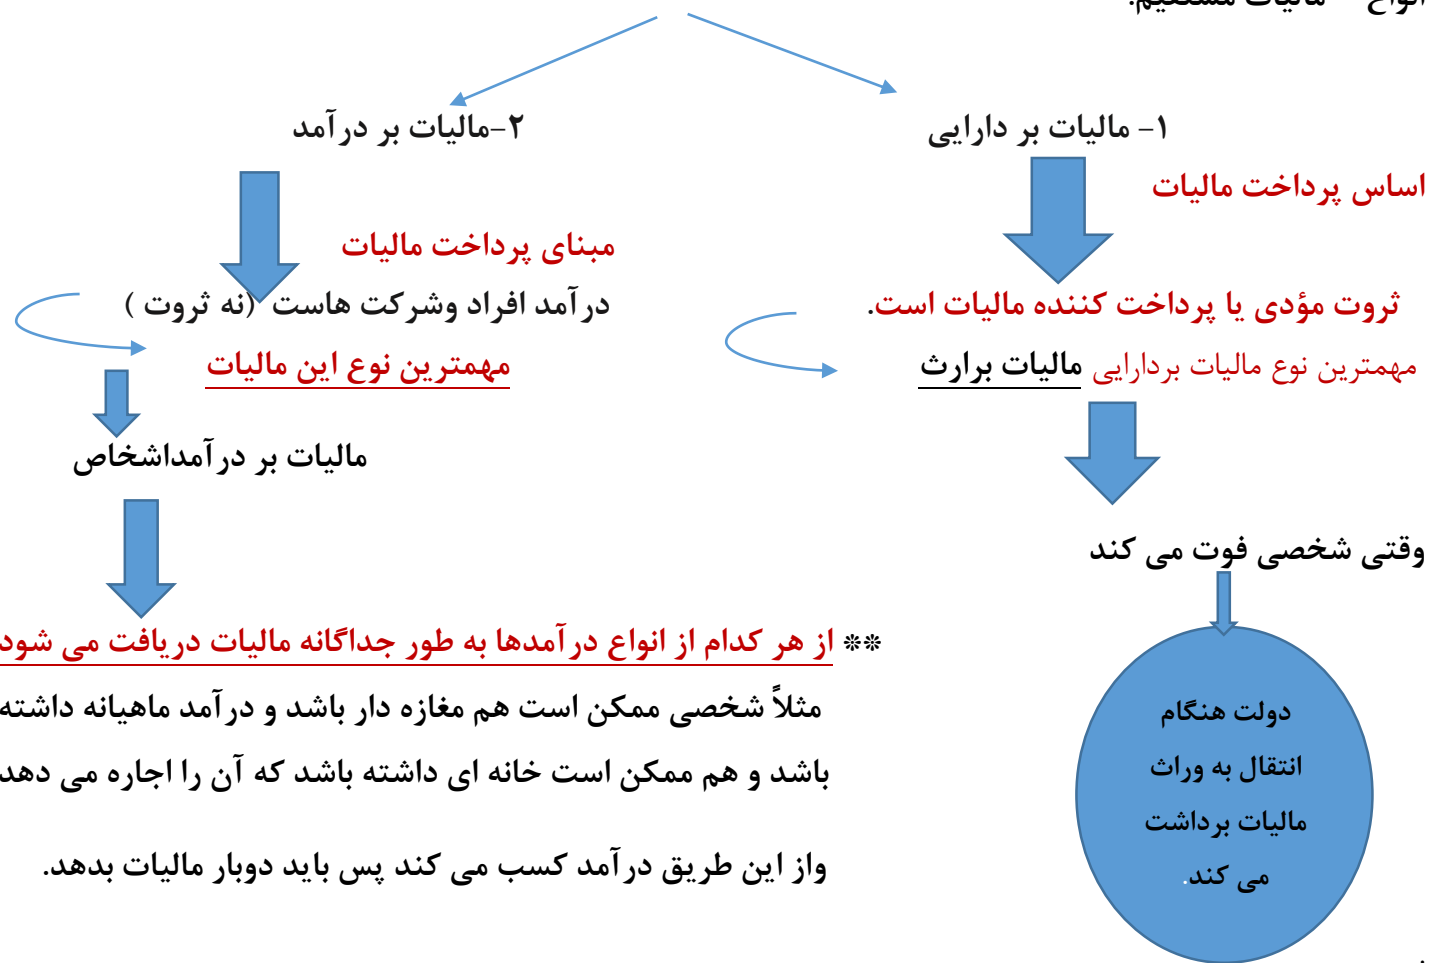 انواع مالیات مستقیم:
۱- مالیات بر دارایی
۲-مالیات بر درآمد
اساس پرداخت مالیات
مبنای پرداخت مالیات
ثروت مؤدی یا پرداخت کننده مالیات است.
درآمد افراد وشرکت هاست (نه ثروت )
مهمترین نوع مالیات بردارایی مالیات برارث
مهمترین نوع این مالیات
مالیات بر درآمداشخاص
وقتی شخصی فوت می کند
دولت هنگام
انتقال به وراث
مالیات برداشت
می کند.
** از هر کدام از انواع درآمدها به طور جداگانه مالیات دریافت می شود
مثلاً شخصی ممکن است هم مغازه دار باشد و درآمد ماهیانه داشته
باشد و هم ممکن است خانه ای داشته باشد که آن را اجاره می دهد
واز این طریق درآمد کسب می کند پس باید دوبار مالیات بدهد.